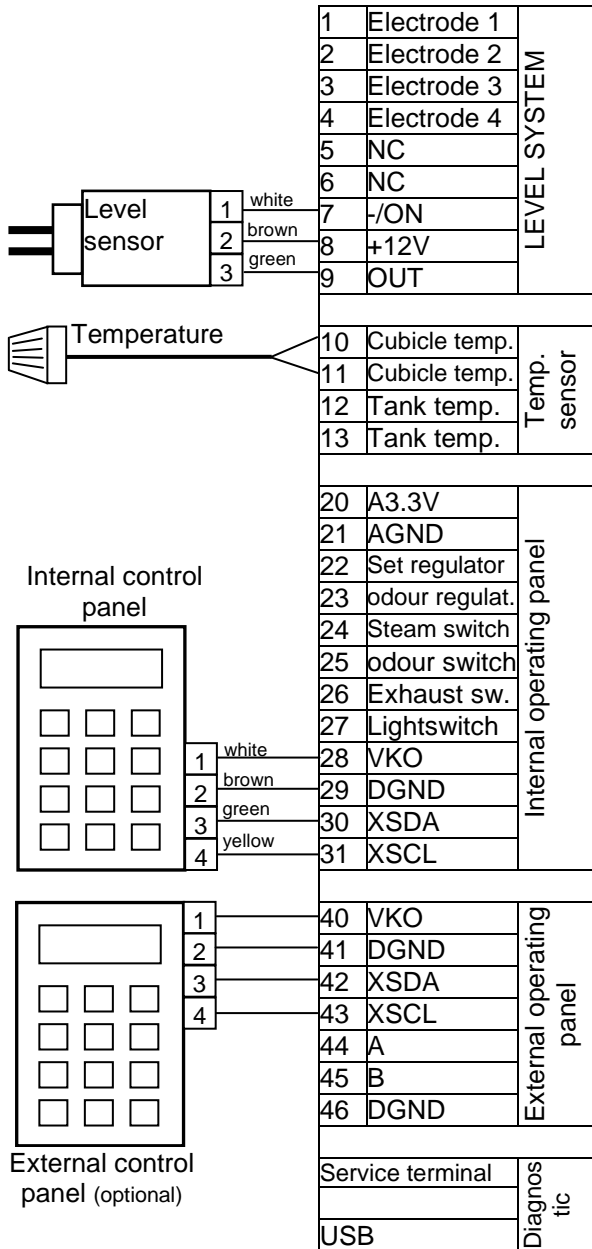 1 Electrode 1
2 Electrode 2
3 Electrode 3
4 Electrode 4
5 NC
6 NC
7 -/ON
8 +12V
9 OUT
LEVEL SYSTEM
Level
sensor
1 white
2 brown
3 green
Temperature
10 Cubicle temp.
11 Cubicle temp.
12 Tank temp.
13 Tank temp.
Temp.
sensor
20 A3.3V
21 AGND
22 Set regulator
23 odour regulat.
24 Steam switch
25 odour switch
26 Exhaust sw.
27 Lightswitch
28 VKO
29 DGND
30 XSDA
31 XSCL
Internal operating panel
Internal control
panel
1 white
2 brown
3 green
4 yellow
40 VKO
41 DGND
42 XSDA
43 XSCL
44 A
45 B
46 DGND
External operating
panel
1
2
3
4
External control
panel (optional)
Service terminal
USB
Diagnos
tic